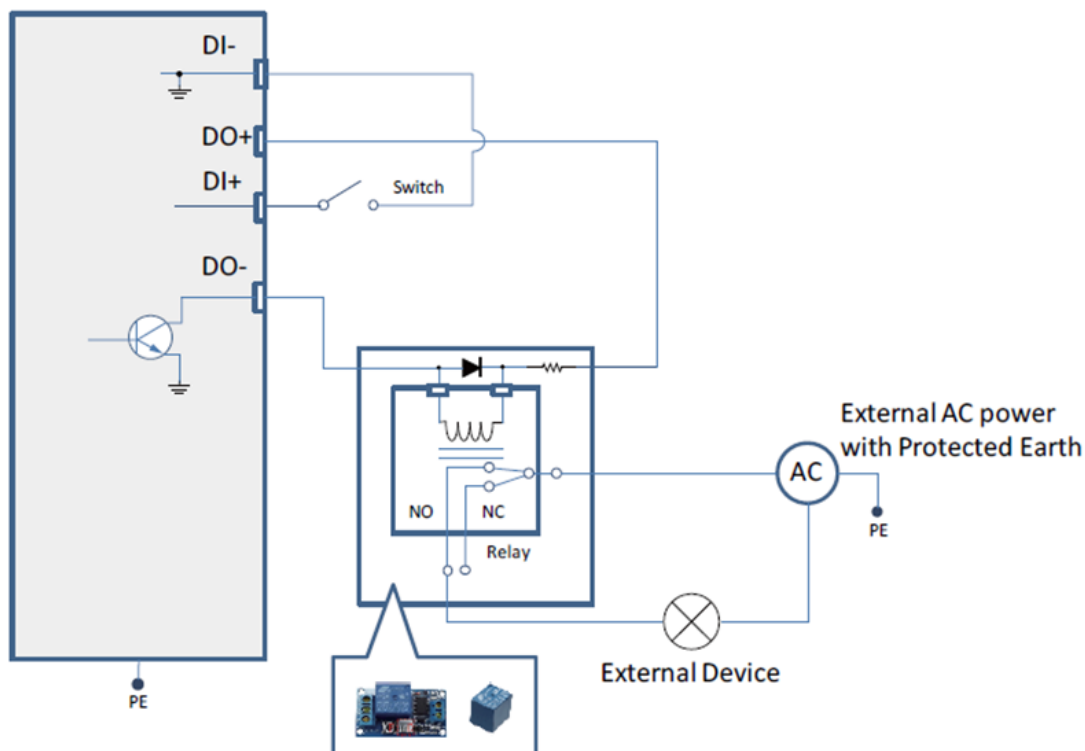 DI-
DO+
DI+
Switch
DO-
External AC power
with Protected Earth
AC
NO
NC
PE
Relay
External Device
PE